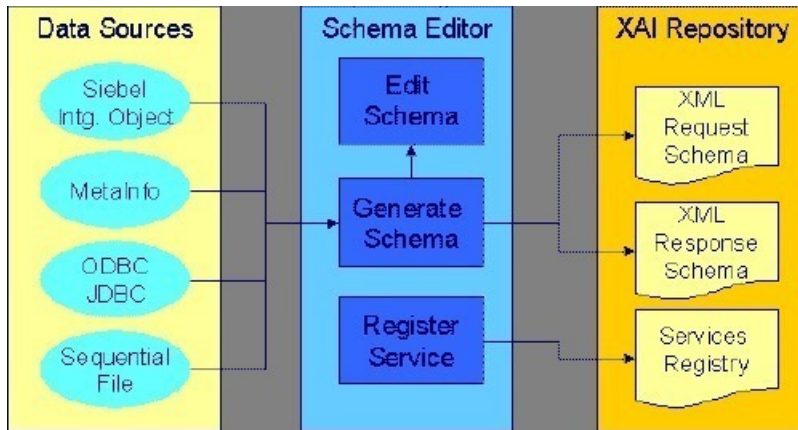 Data Sources
Siebel
Intg. Object
MetaInfo
ODBC
JDBC
Sequential
File
Schema Editor
Edit
Schema
Generate
Schema
Register
Service
XAI Repository
XML
Request
Schema
XML
Response
Schema
Services
Registry